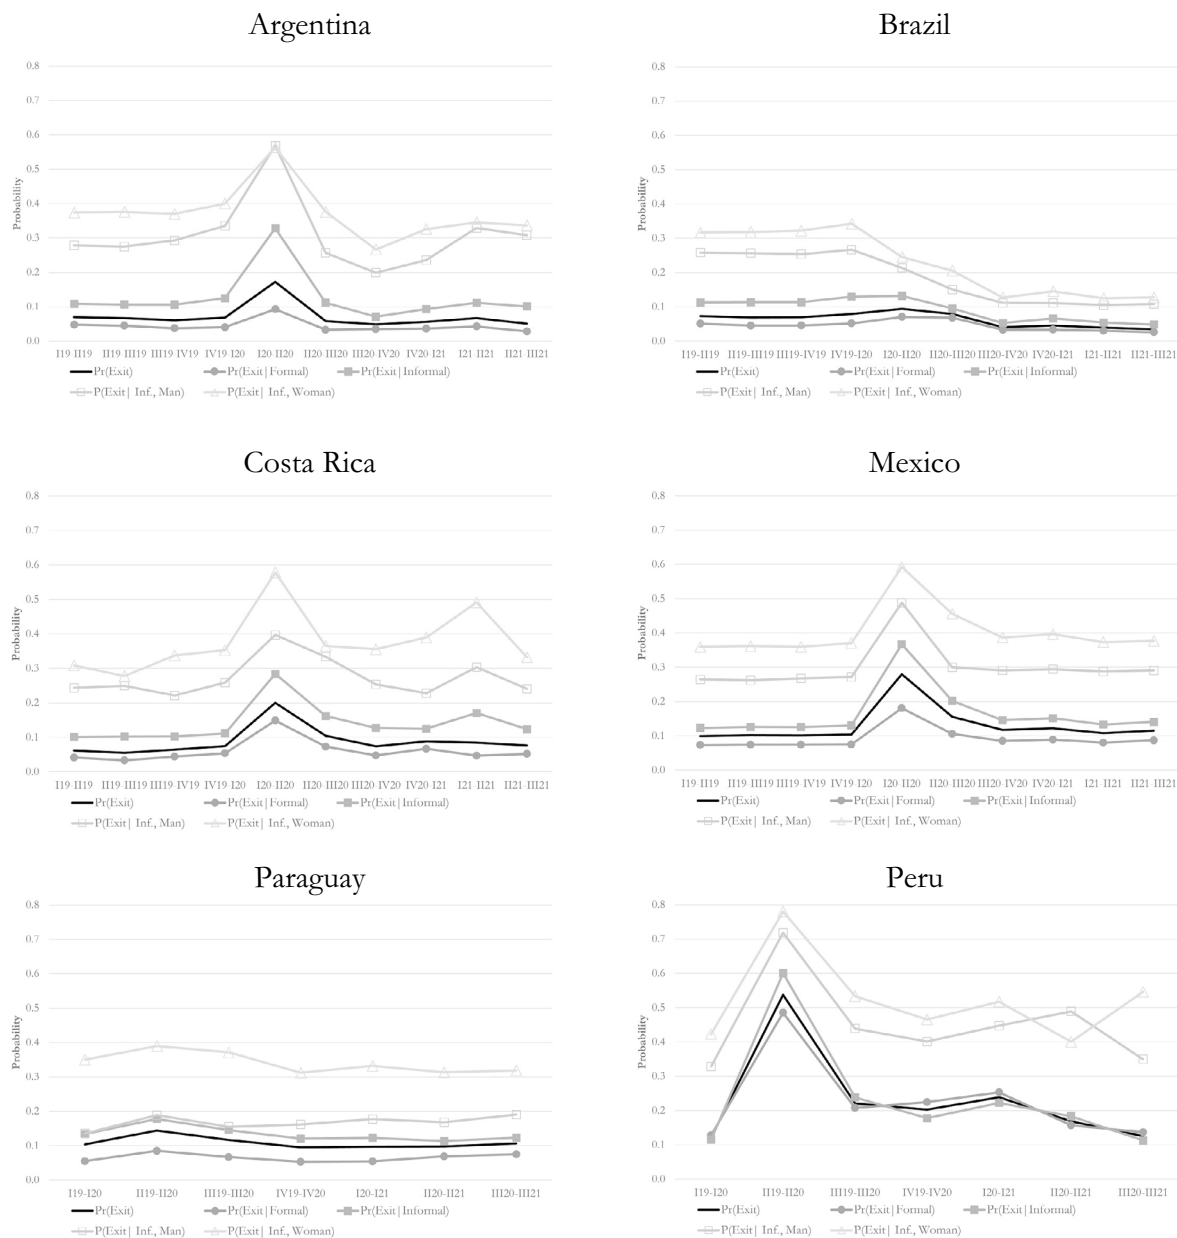 Argentina
0.8
0.7
0.6
0.5
0.4
0.3
0.2
0.1
0.0
Probability
I19-II19 II19-III19 III19-IV19 IV19-I20 I20-II20 II20-III20 III20-IV20 IV20-I21 I21-II21 II21-III21
Pr(Exit) Pr(Exit|Formal) Pr(Exit|Informal)
P(Exit| Inf., Man) P(Exit| Inf., Woman)
Brazil
0.8
0.7
0.6
0.5
0.4
0.3
0.2
0.1
0.0
Probability
I19-II19 II19-III19 III19-IV19 IV19-I20 I20-II20 II20-III20 III20-IV20 IV20-I21 I21-II21 II21-III21
Pr(Exit) Pr(Exit|Formal) Pr(Exit|Informal)
P(Exit| Inf., Man) P(Exit| Inf., Woman)
Costa Rica
0.8
0.7
0.6
0.5
0.4
0.3
0.2
0.1
0.0
Probability
I19-II19 II19-III19 III19-IV19 IV19-I20 I20-II20 II20-III20 III20-IV20 IV20-I21 I21-II21 II21-III21
Pr(Exit) Pr(Exit|Formal) Pr(Exit|Informal)
P(Exit| Inf., Man) P(Exit| Inf., Woman)
Mexico
0.8
0.7
0.6
0.5
0.4
0.3
0.2
0.1
0.0
Probability
I19-II19 II19-III19 III19-IV19 IV19-I20 I20-II20 II20-III20 III20-IV20 IV20-I21 I21-II21 II21-III21
Pr(Exit) Pr(Exit|Formal) Pr(Exit|Informal)
P(Exit| Inf., Man) P(Exit| Inf., Woman)
Paraguay
0.8
0.7
0.6
0.5
0.4
0.3
0.2
0.1
0.0
Probability
I19-I20 II19-II20 III19-III20 IV19-IV20 I20-I21 II20-II21 III20-III21
Pr(Exit) Pr(Exit|Formal) Pr(Exit|Informal)
P(Exit| Inf., Man) P(Exit| Inf., Woman)
Peru
0.8
0.7
0.6
0.5
0.4
0.3
0.2
0.1
0.0
Probability
I19-I20 II19-II20 III19-III20 IV19-IV20 I20-I21 II20-II21 III20-III21
Pr(Exit) Pr(Exit|Formal) Pr(Exit|Informal)
P(Exit| Inf., Man) P(Exit| Inf., Woman)